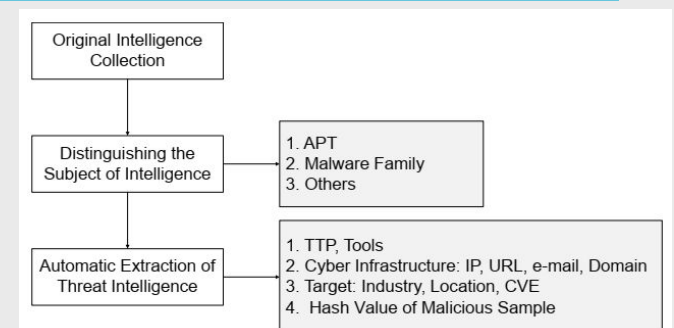 Original Intelligence
Collection
Distinguishing the
Subject of Intelligence
1. APT
2. Malware Family
3. Others
Automatic Extraction of
Threat Intelligence
1. TTP, Tools
2. Cyber Infrastructure: IP, URL, e-mail, Domain
3. Target: Industry, Location, CVE
4. Hash Value of Malicious Sample